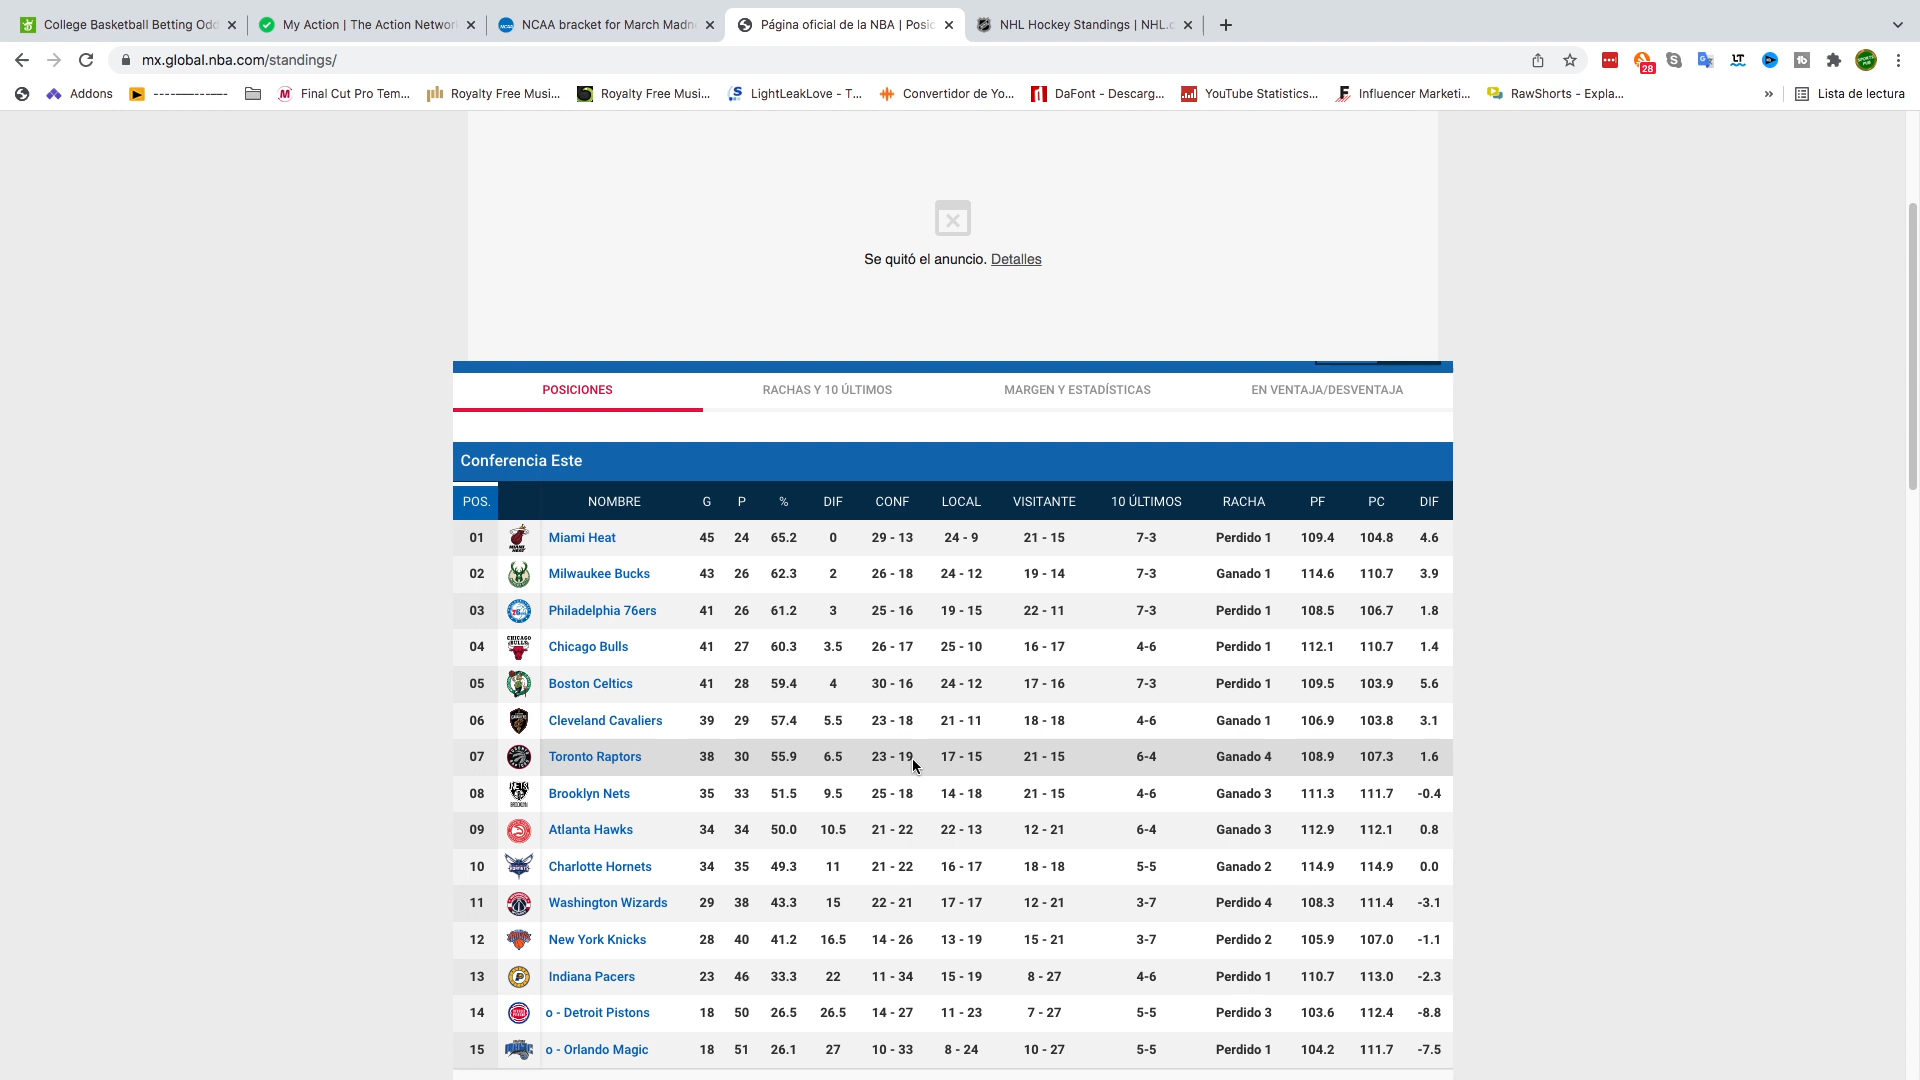 College Basketball Betting Odd
My Action | The Action Networ
NCAA bracket for March Madn
Página oficial de la NBA | Posic
NHL Hockey Standings | NHL.c
mx.global.nba.com/standings/
28
Addons
Final Cut Pro Tem...
Royalty Free Musi...
Royalty Free Musi...
LightLeakLove - T...
Convertidor de Yo...
DaFont - Descarg...
YouTube Statistics...
Influencer Marketi...
RawShorts - Expla...
»
Lista de lectura
Se quitó el anuncio. Detalles
POSICIONES RACHAS Y 10 ÚLTIMOS MARGEN Y ESTADÍSTICAS EN VENTAJA/DESVENTAJA
Conferencia Este
POS. NOMBRE G P % DIF CONF LOCAL VISITANTE 10 ÚLTIMOS RACHA PF PC DIF
01 Miami Heat 45 24 65.2 0 29 - 13 24 - 9 21 - 15 7-3 Perdido 1 109.4 104.8 4.6
02 Milwaukee Bucks 43 26 62.3 2 26 - 18 24 - 12 19 - 14 7-3 Ganado 1 114.6 110.7 3.9
03 Philadelphia 76ers 41 26 61.2 3 25 - 16 19 - 15 22 - 11 7-3 Perdido 1 108.5 106.7 1.8
04 Chicago Bulls 41 27 60.3 3.5 26 - 17 25 - 10 16 - 17 4-6 Perdido 1 112.1 110.7 1.4
05 Boston Celtics 41 28 59.4 4 30 - 16 24 - 12 17 - 16 7-3 Perdido 1 109.5 103.9 5.6
06 Cleveland Cavaliers 39 29 57.4 5.5 23 - 18 21 - 11 18 - 18 4-6 Ganado 1 106.9 103.8 3.1
07 Toronto Raptors 38 30 55.9 6.5 23 - 19 17 - 15 21 - 15 6-4 Ganado 4 108.9 107.3 1.6
08 Brooklyn Nets 35 33 51.5 9.5 25 - 18 14 - 18 21 - 15 4-6 Ganado 3 111.3 111.7 -0.4
09 Atlanta Hawks 34 34 50.0 10.5 21 - 22 22 - 13 12 - 21 6-4 Ganado 3 112.9 112.1 0.8
10 Charlotte Hornets 34 35 49.3 11 21 - 22 16 - 17 18 - 18 5-5 Ganado 2 114.9 114.9 0.0
11 Washington Wizards 29 38 43.3 15 22 - 21 17 - 17 12 - 21 3-7 Perdido 4 108.3 111.4 -3.1
12 New York Knicks 28 40 41.2 16.5 14 - 26 13 - 19 15 - 21 3-7 Perdido 2 105.9 107.0 -1.1
13 Indiana Pacers 23 46 33.3 22 11 - 34 15 - 19 8 - 27 4-6 Perdido 1 110.7 113.0 -2.3
14 o - Detroit Pistons 18 50 26.5 26.5 14 - 27 11 - 23 7 - 27 5-5 Perdido 3 103.6 112.4 -8.8
15 o - Orlando Magic 18 51 26.1 27 10 - 33 8 - 24 10 - 27 5-5 Perdido 1 104.2 111.7 -7.5